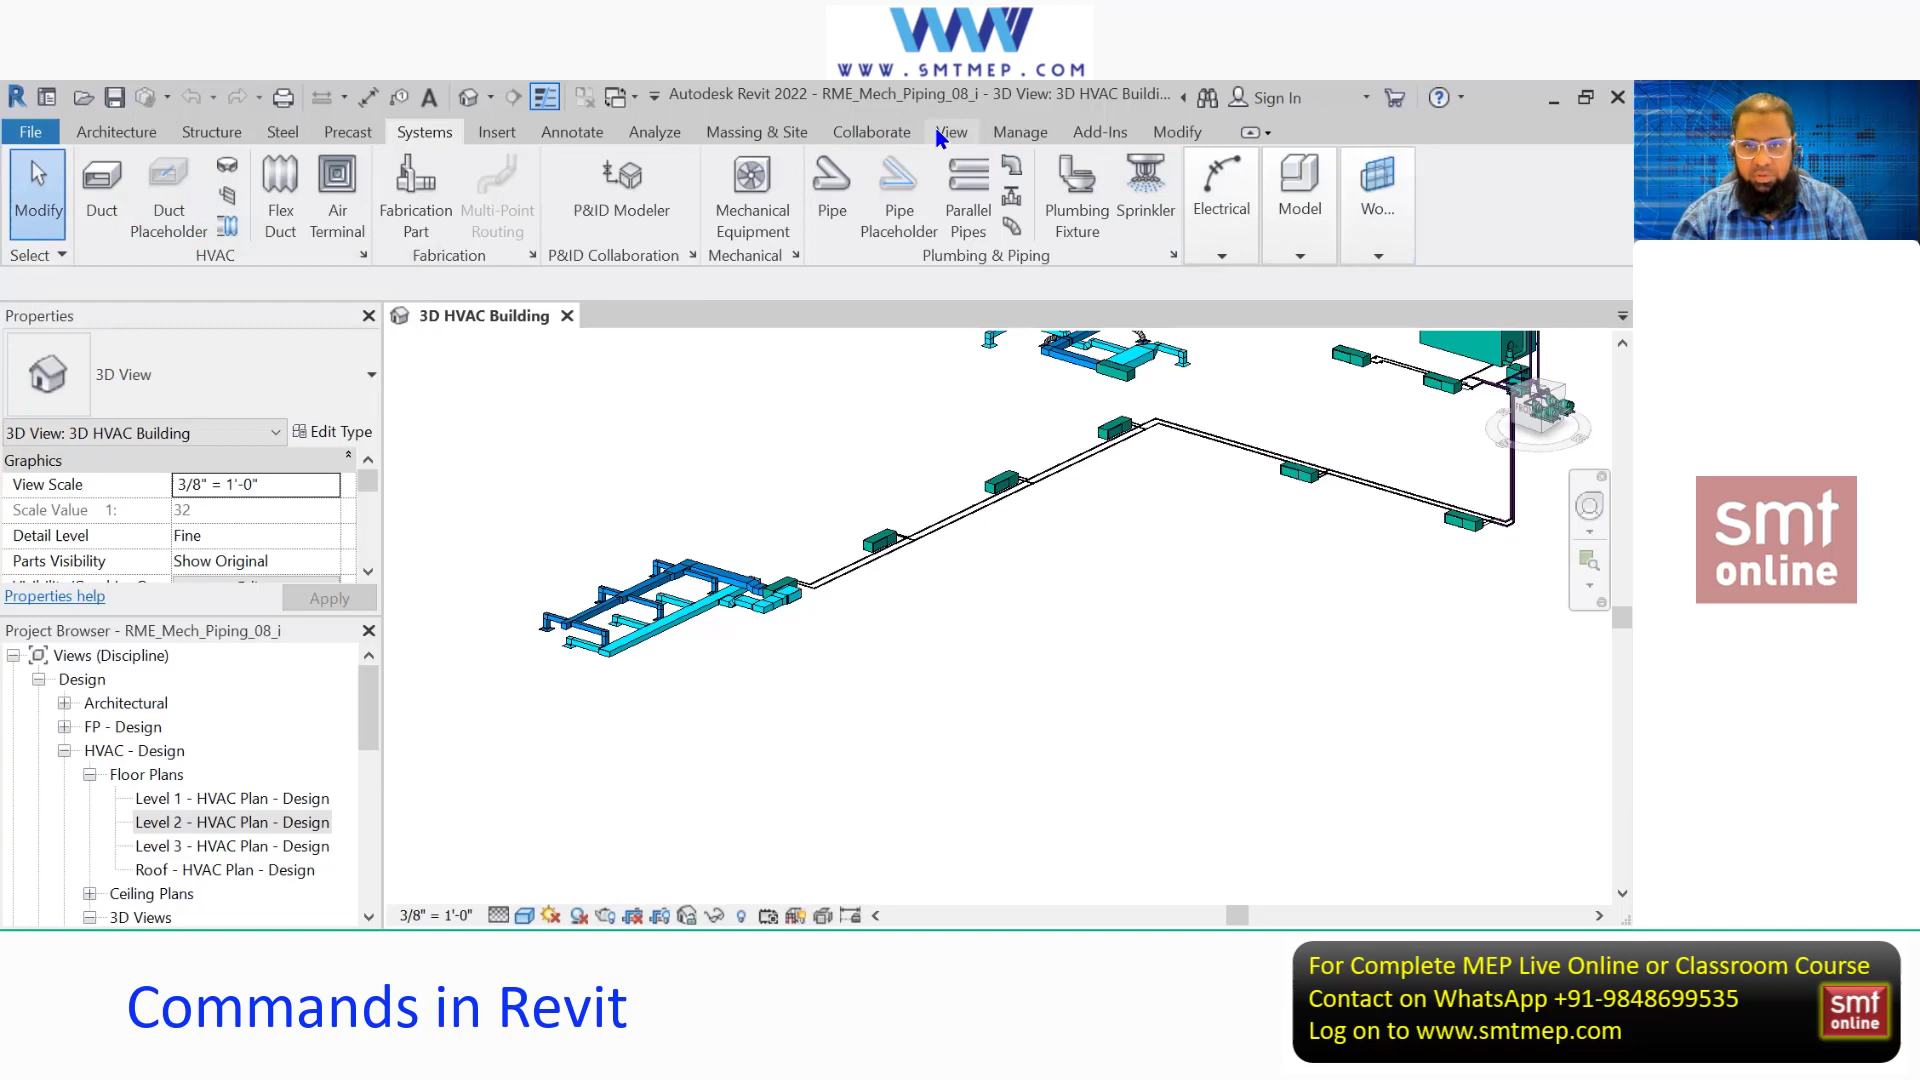 WWW.SMTMEP.COM
Autodesk Revit 2022 - RME_Mech_Piping_08_i - 3D View: 3D HVAC Buildi...
Sign In
File Architecture Structure Steel Precast Systems Insert Annotate Analyze Massing & Site Collaborate View Manage Add-Ins Modify
Modify
Duct
Duct
Placeholder
Flex
Duct
Air
Terminal
Fabrication
Part
Multi-Point
Routing
P&ID Modeler
Mechanical
Equipment
Pipe
Pipe
Placeholder
Parallel
Pipes
Plumbing
Fixture
Sprinkler
Electrical
Model
Wo...
Select HVAC Fabrication P&ID Collaboration Mechanical Plumbing & Piping
Properties
3D HVAC Building
3D View
3D View: 3D HVAC Building
Edit Type
Graphics
View Scale 3/8" = 1'-0"
Scale Value 1: 32
Detail Level Fine
Parts Visibility Show Original
Properties help
Apply
Project Browser - RME_Mech_Piping_08_i
Views (Discipline)
Design
Architectural
FP - Design
HVAC - Design
Floor Plans
Level 1 - HVAC Plan - Design
Level 2 - HVAC Plan - Design
Level 3 - HVAC Plan - Design
Roof - HVAC Plan - Design
Ceiling Plans
3D Views
3/8" = 1'-0"
smt
online
Commands in Revit
For Complete MEP Live Online or Classroom Course
Contact on WhatsApp +91-9848699535
Log on to www.smtmep.com
smt
online